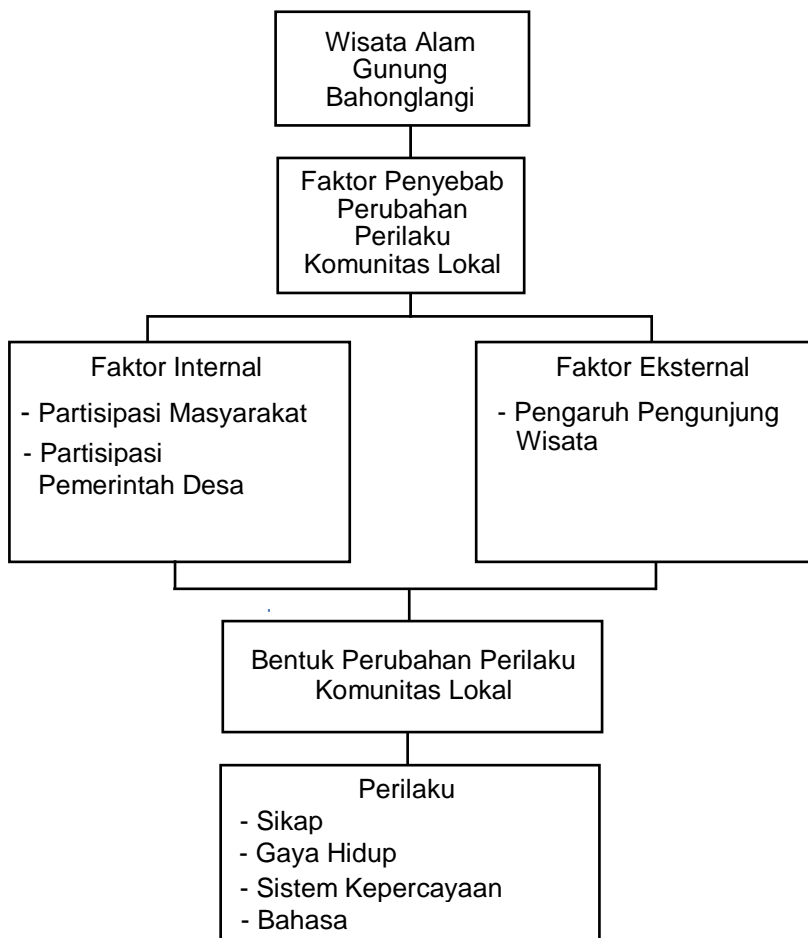 Wisata Alam
Gunung
Bahonglangi
Faktor Penyebab
Perubahan
Perilaku
Komunitas Lokal
Faktor Internal
- Partisipasi Masyarakat
- Partisipasi
Pemerintah Desa
Faktor Eksternal
- Pengaruh Pengunjung
Wisata
Bentuk Perubahan Perilaku
Komunitas Lokal
Perilaku
- Sikap
- Gaya Hidup
- Sistem Kepercayaan
- Bahasa